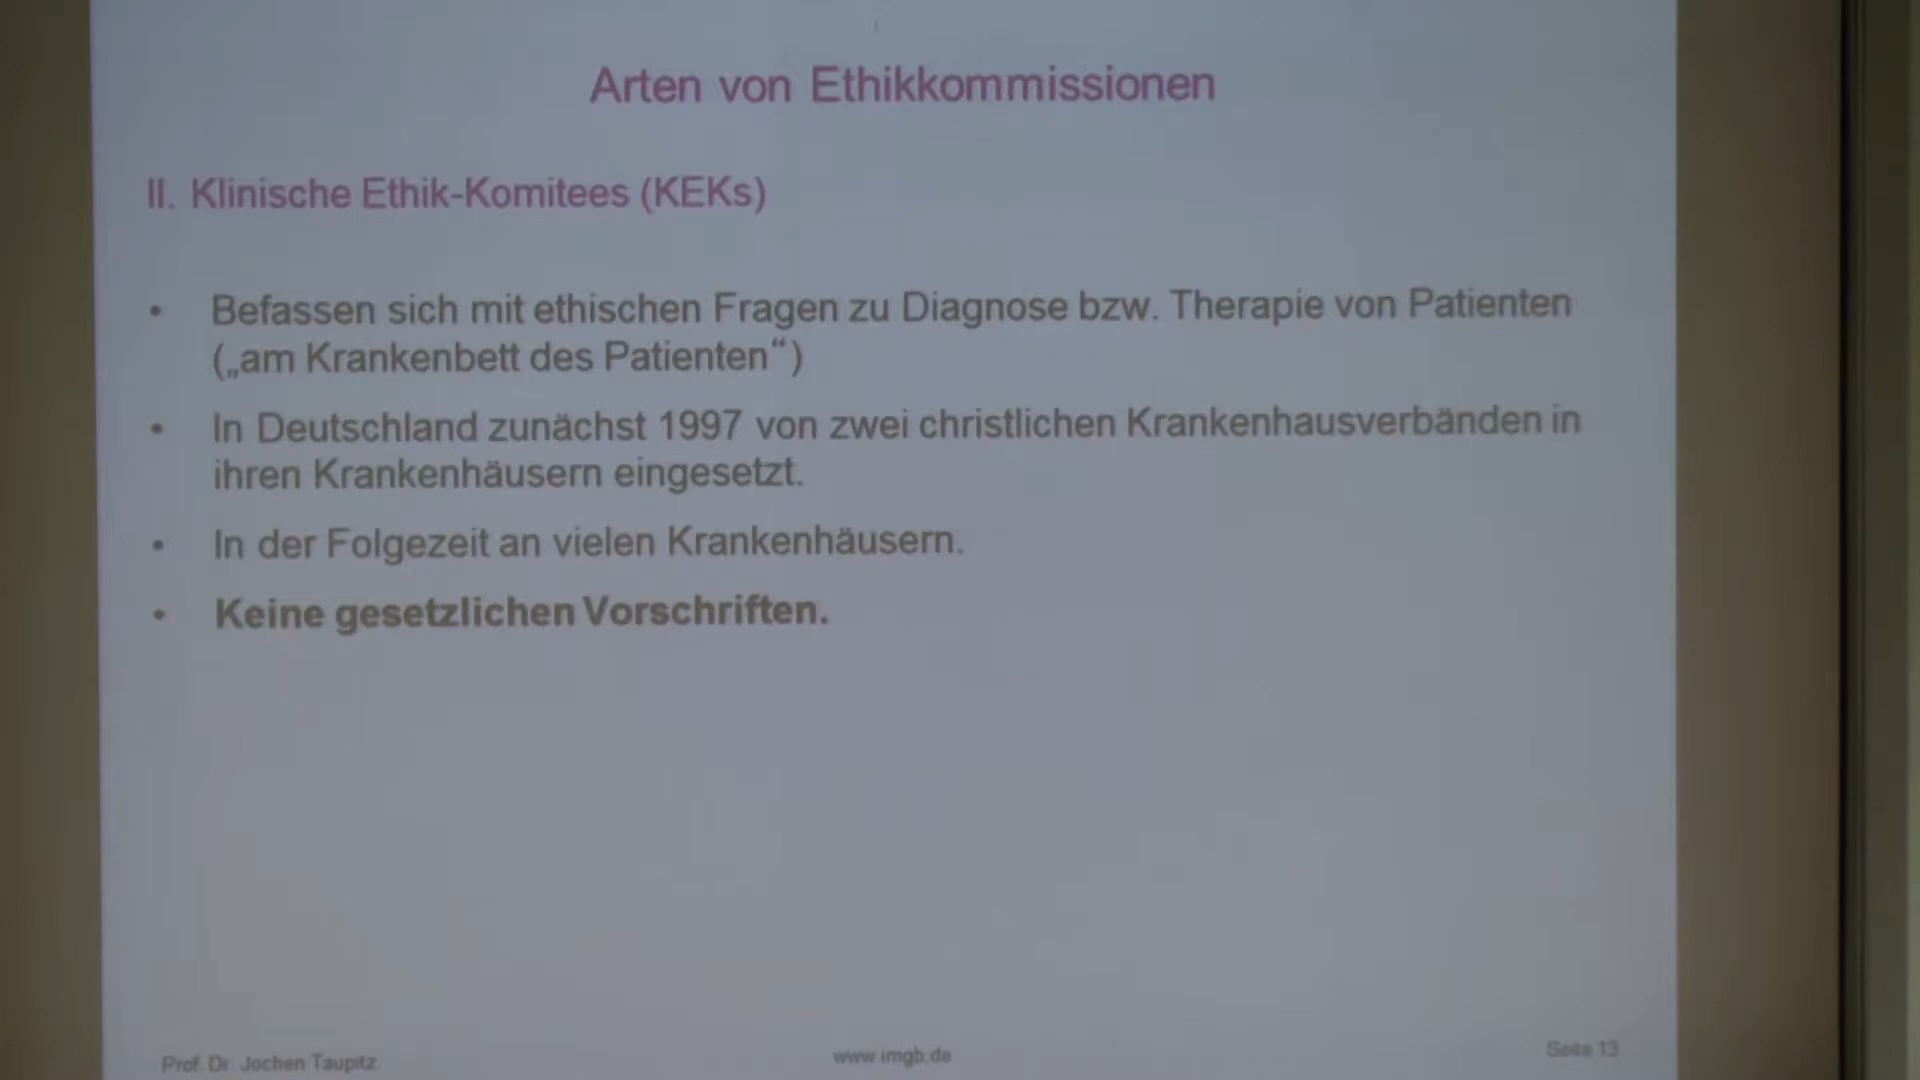 Arten von Ethikkommissionen
II. Klinische Ethik-Komitees (KEKs)
• Befassen sich mit ethischen Fragen zu Diagnose bzw. Therapie von Patienten
(„am Krankenbett des Patienten“)
• In Deutschland zunächst 1997 von zwei christlichen Krankenhausverbänden in
ihren Krankenhäusern eingesetzt.
• In der Folgezeit an vielen Krankenhäusern.
• Keine gesetzlichen Vorschriften.
Prof. Dr. Jochen Taupitz
www.imgb.de
Seite 13